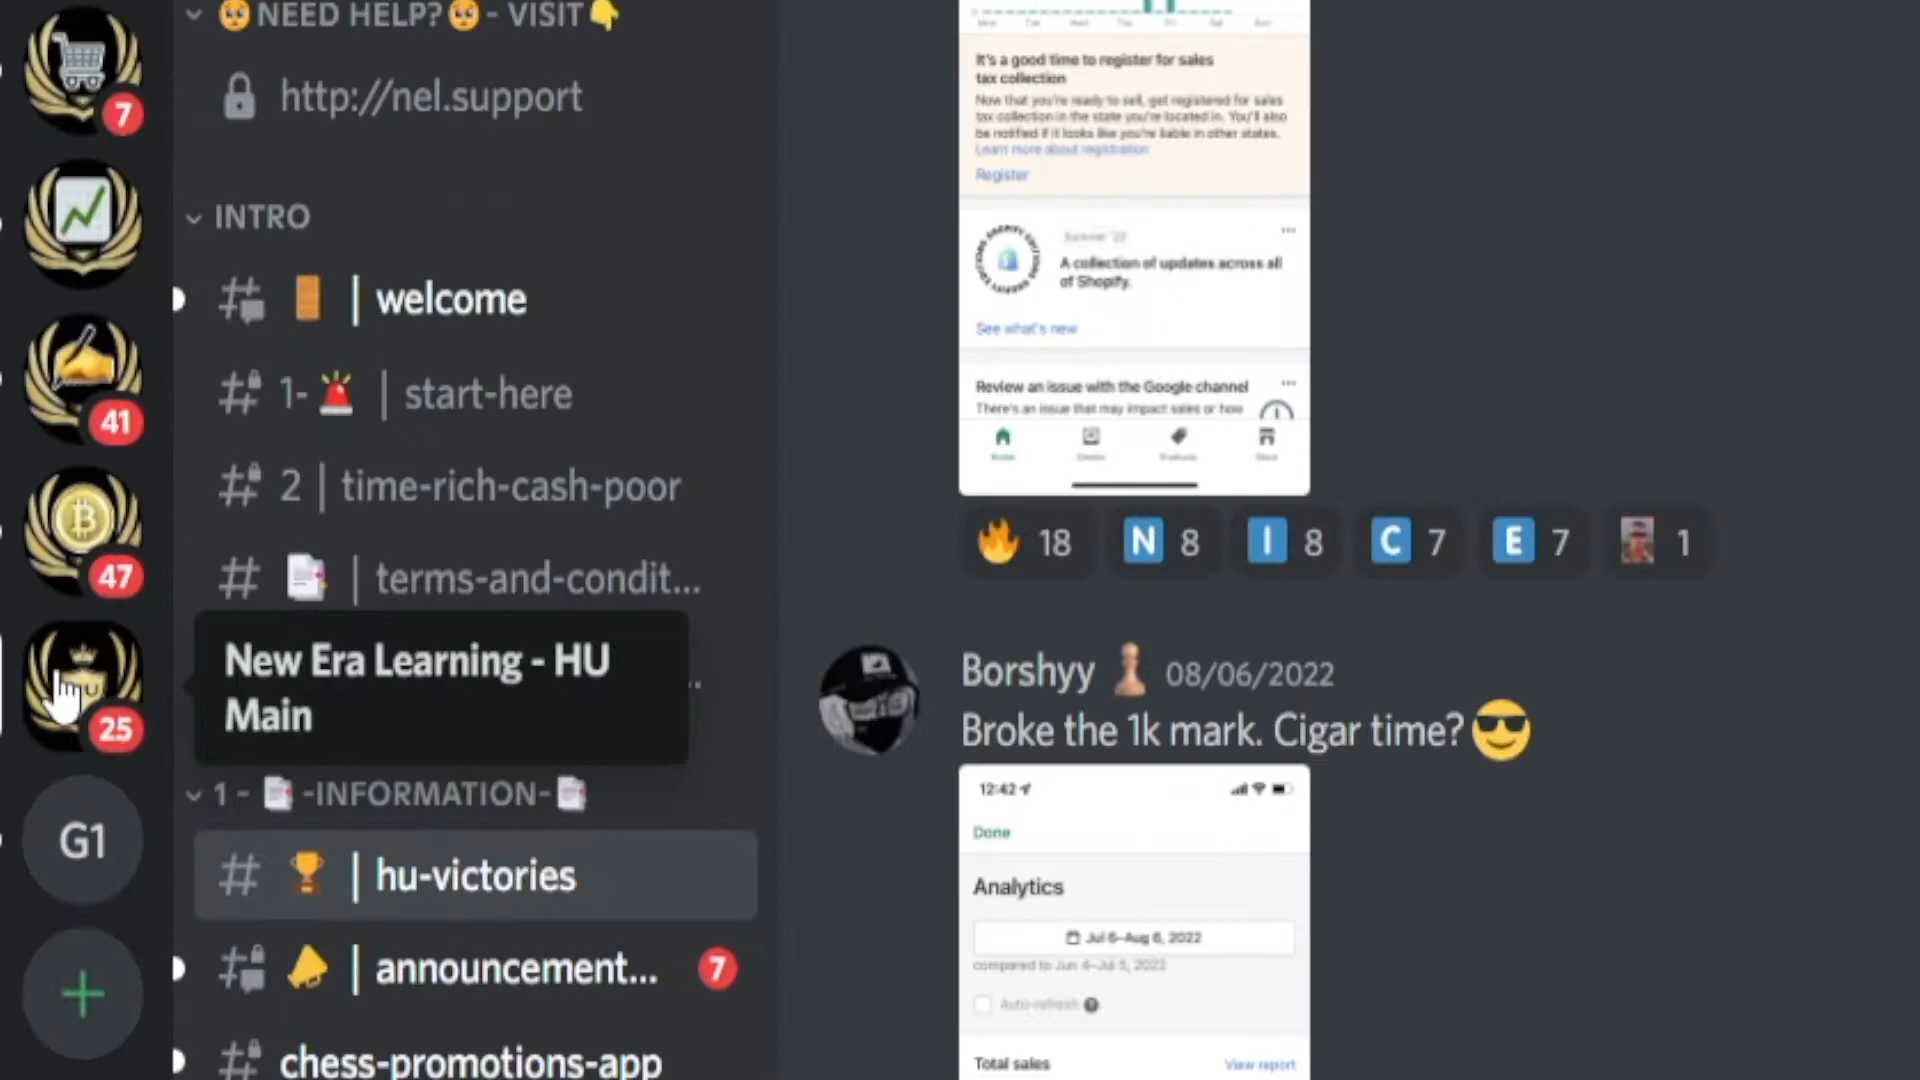 NEED HELP? - VISIT
http://nel.support
INTRO
| welcome
1- | start-here
2 | time-rich-cash-poor
| terms-and-condit...
New Era Learning - HU
Main
1 - -INFORMATION-
| hu-victories
| announcement...
7
chess-promotions-app
7
41
47
25
G1
It's a good time to register for sales
tax collection
Now that you're ready to sell, get registered for sales
tax collection in the state you're located in. You'll also
be notified if it looks like you're liable in other states.
Learn more about registration
Register
Summer '22
A collection of updates across all
of Shopify.
See what's new
Review an issue with the Google channel
There's an issue that may impact sales or how
18 N 8 I 8 C 7 E 7 1
Borshyy 08/06/2022
Broke the 1k mark. Cigar time?
12:42
Done
Analytics
Jul 6–Aug 6, 2022
compared to Jun 4–Jul 5, 2022
Auto-refresh
Total sales View report